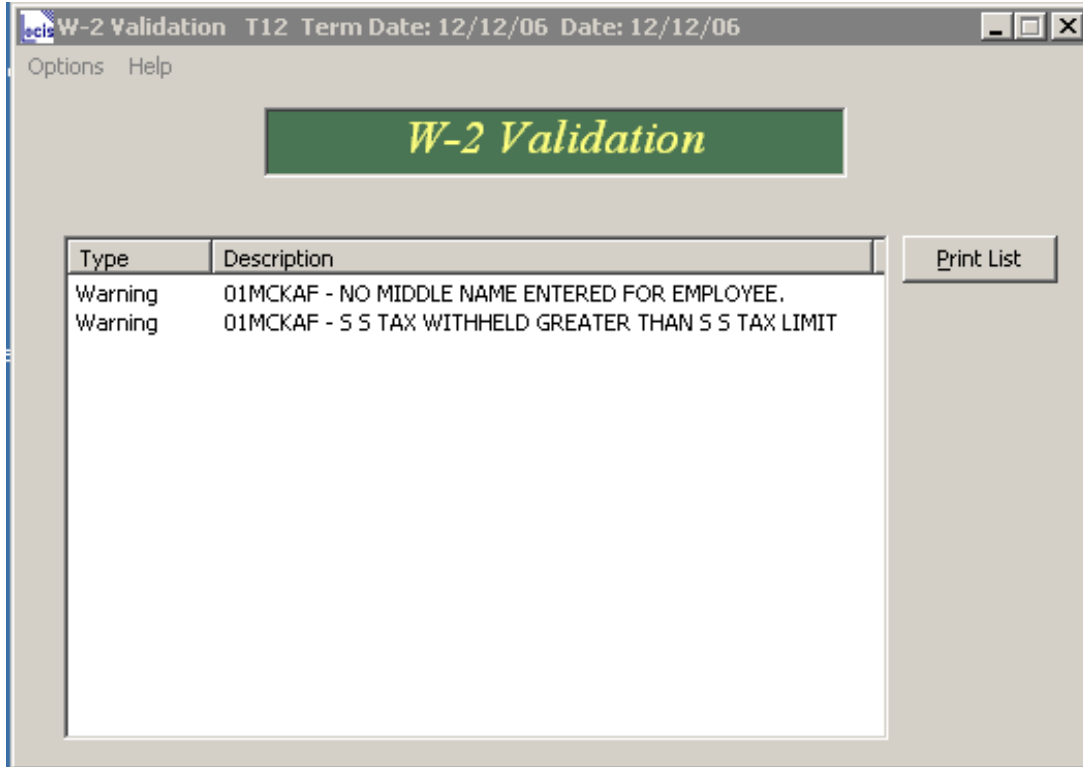 ocis W-2 Validation T12 Term Date: 12/12/06 Date: 12/12/06
Options Help
W-2 Validation
Type Description
Print List
Warning 01MCKAF - NO MIDDLE NAME ENTERED FOR EMPLOYEE.
Warning 01MCKAF - S S TAX WITHHELD GREATER THAN S S TAX LIMIT